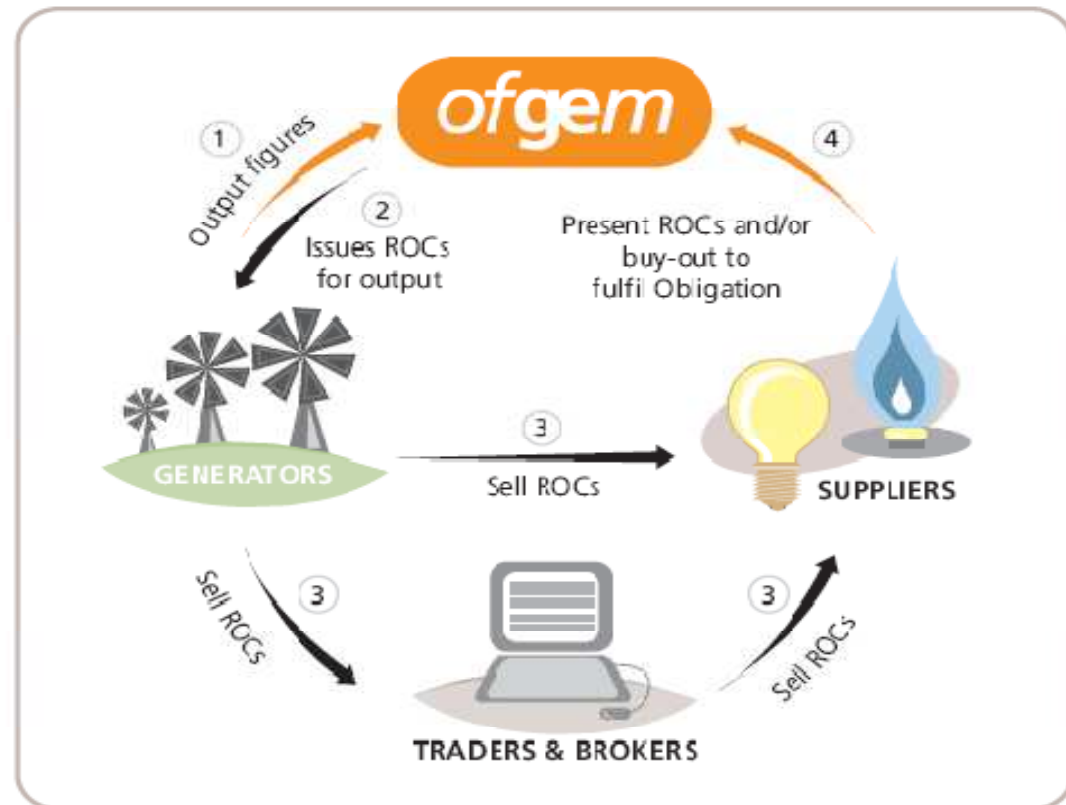 ofgem
1
Output figures
2
Issues ROCs
for output
4
Present ROCs and/or
buy-out to
fulfil Obligation
GENERATORS
3
Sell ROCs
SUPPLIERS
3
Sell ROCs
3
Sell ROCs
TRADERS & BROKERS